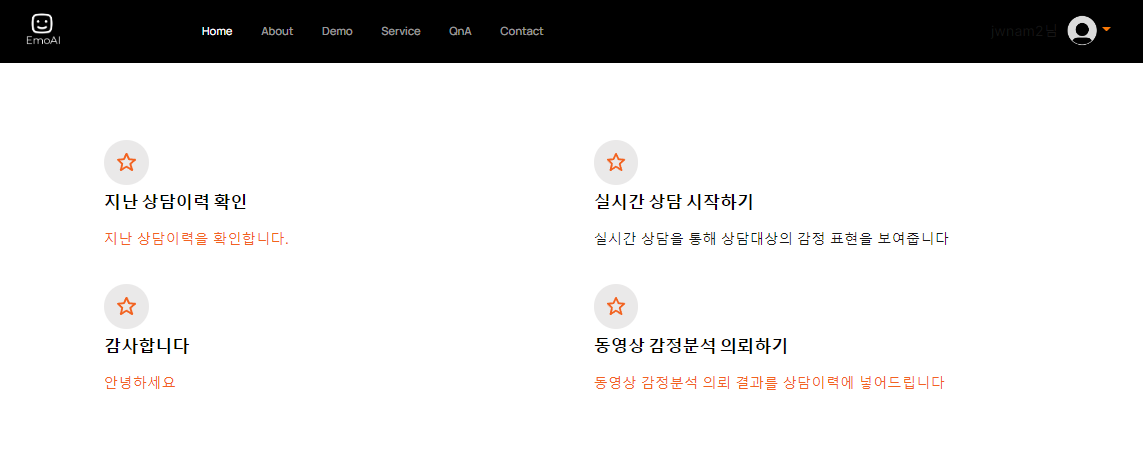 EmoAI
Home About Demo Service QnA Contact
jwnam2님
지난 상담이력 확인
지난 상담이력을 확인합니다.
실시간 상담 시작하기
실시간 상담을 통해 상담대상의 감정 표현을 보여줍니다
감사합니다
안녕하세요
동영상 감정분석 의뢰하기
동영상 감정분석 의뢰 결과를 상담이력에 넣어드립니다